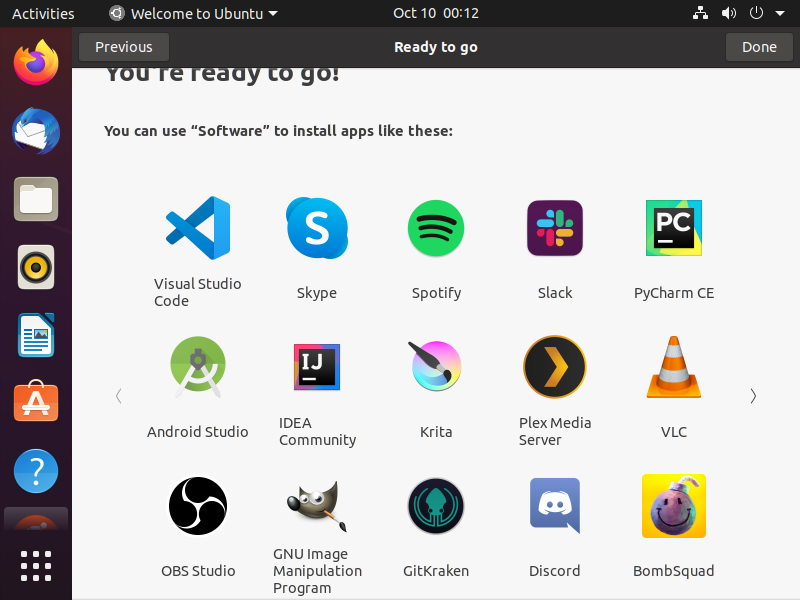 Activities
Welcome to Ubuntu
Oct 10 00:12
Previous
Ready to go
Done
You're ready to go!
You can use “Software” to install apps like these:
Visual Studio
Code
Skype
Spotify
Slack
PyCharm CE
PC
S
Android Studio
IJ
IDEA
Community
Krita
Plex Media
Server
VLC
OBS Studio
GNU Image
Manipulation
Program
GitKraken
Discord
BombSquad
?